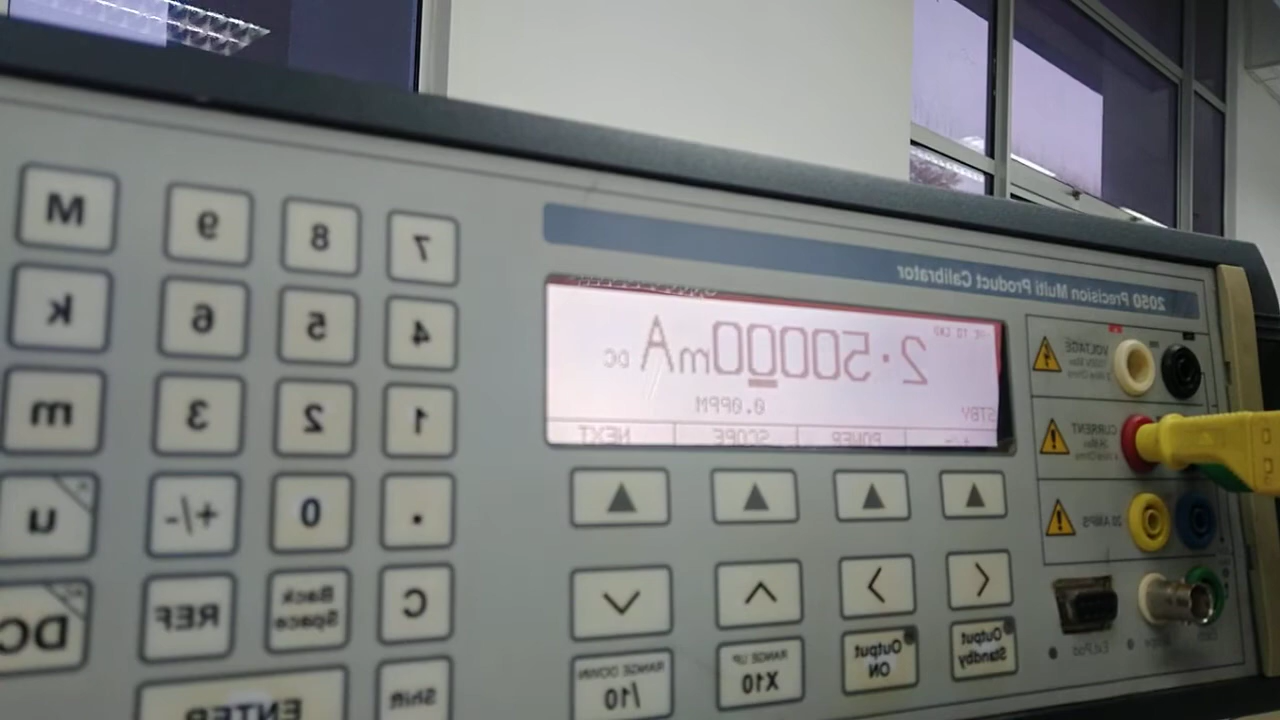 2050 Precision Multi Product Calibrator
2.50000mA DC
0.0PPM
STBY
+/- POWER SCOPE NEXT
VOLTAGE
CURRENT
20 AMPS
Output Standby
Output ON
RANGE UP
X10
RANGE DOWN
/10
7 8 9 M
4 5 6 k
1 2 3 m
. 0 +/- u
C Back Space REF DC
Shift ENTER